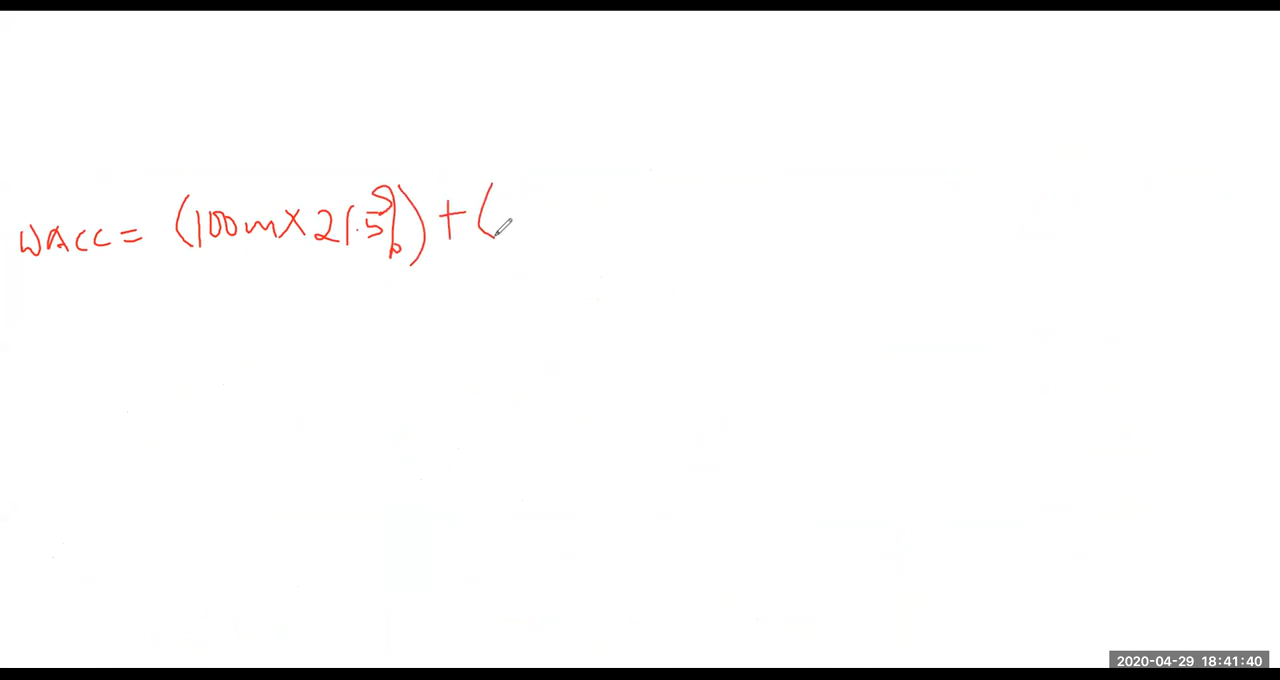 WACC = (100m × 21.5%) + (
2020-04-29 18:41:40